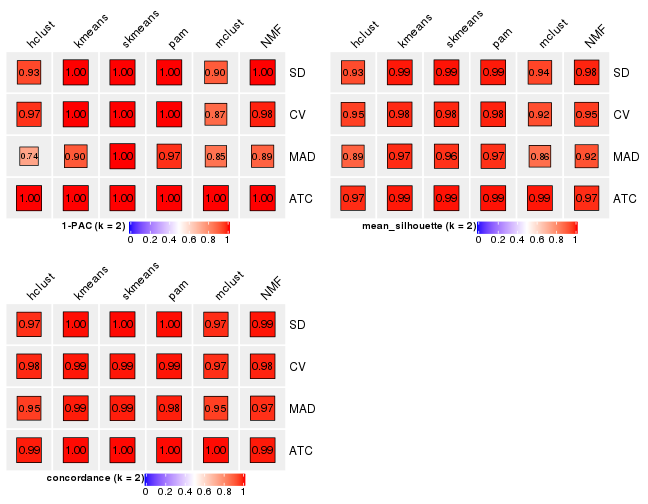 hclust kmeans skmeans pam mclust NMF
0.93 1.00 1.00 1.00 0.90 1.00 SD
0.97 1.00 1.00 1.00 0.87 0.98 CV
0.74 0.90 1.00 0.97 0.85 0.89 MAD
1.00 1.00 1.00 1.00 1.00 1.00 ATC
1-PAC (k = 2)
0 0.2 0.4 0.6 0.8 1
hclust kmeans skmeans pam mclust NMF
0.93 0.99 0.99 0.99 0.94 0.98 SD
0.95 0.98 0.98 0.98 0.92 0.95 CV
0.89 0.97 0.96 0.97 0.86 0.92 MAD
0.97 0.99 0.99 0.99 0.99 0.97 ATC
mean_silhouette (k = 2)
0 0.2 0.4 0.6 0.8 1
hclust kmeans skmeans pam mclust NMF
0.97 1.00 1.00 1.00 0.97 0.99 SD
0.98 0.99 0.99 0.99 0.97 0.98 CV
0.95 0.99 0.99 0.98 0.95 0.97 MAD
0.99 1.00 1.00 1.00 1.00 0.99 ATC
concordance (k = 2)
0 0.2 0.4 0.6 0.8 1